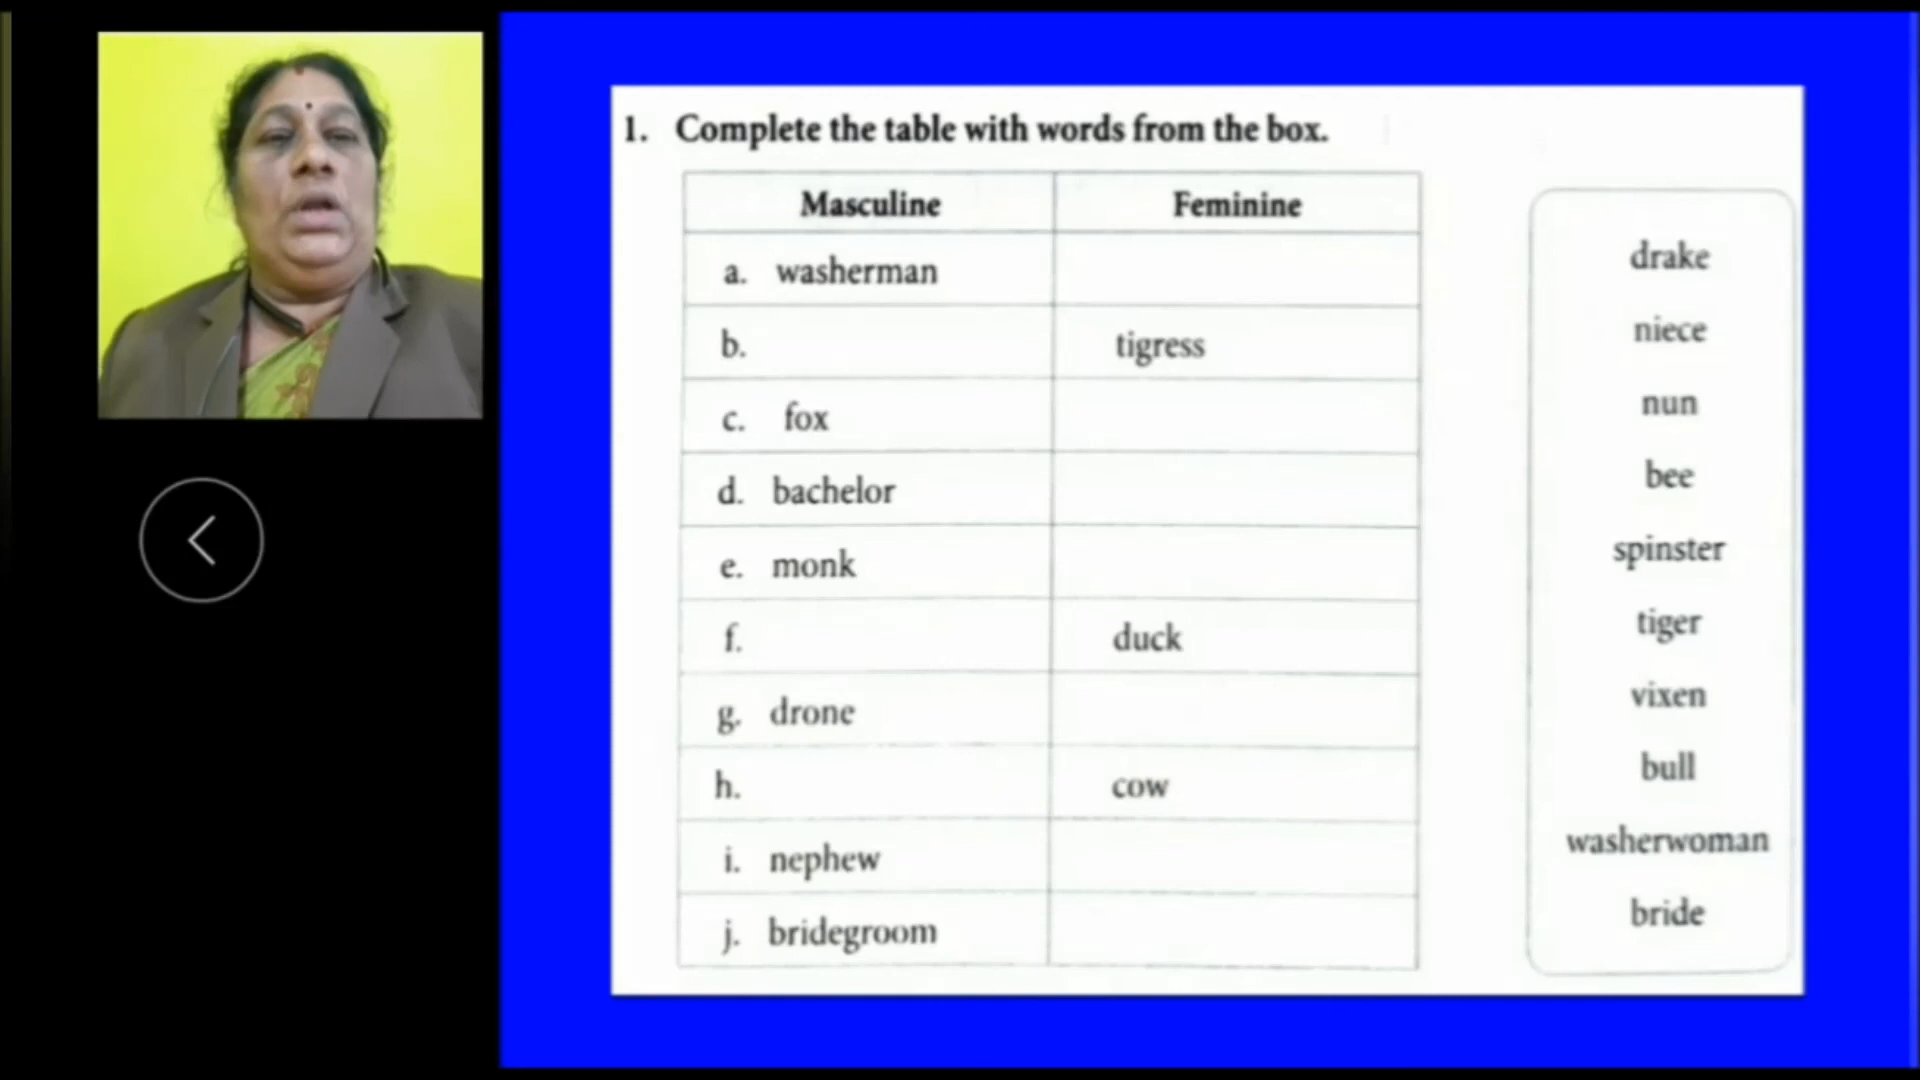 1. Complete the table with words from the box.
Masculine Feminine
a. washerman
b. tigress
c. fox
d. bachelor
e. monk
f. duck
g. drone
h. cow
i. nephew
j. bridegroom
drake
niece
nun
bee
spinster
tiger
vixen
bull
washerwoman
bride